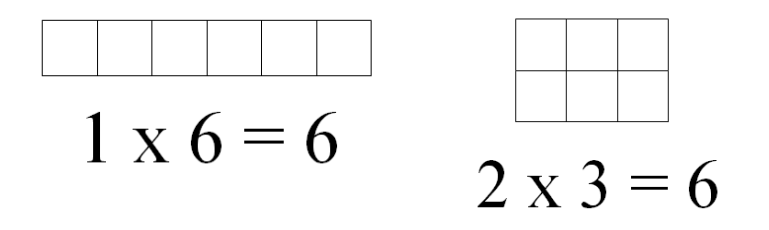 1 x 6 = 6
2 x 3 = 6